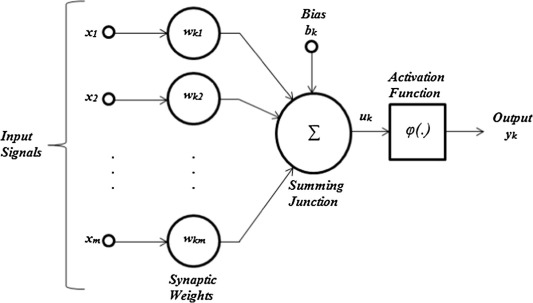 Bias
bk
x1
wk1
Activation
Function
x2
wk2
Input
Signals
Σ
uk
φ(.)
Output
yk
. .
. .
. .
Summing
Junction
xm
wkm
Synaptic
Weights